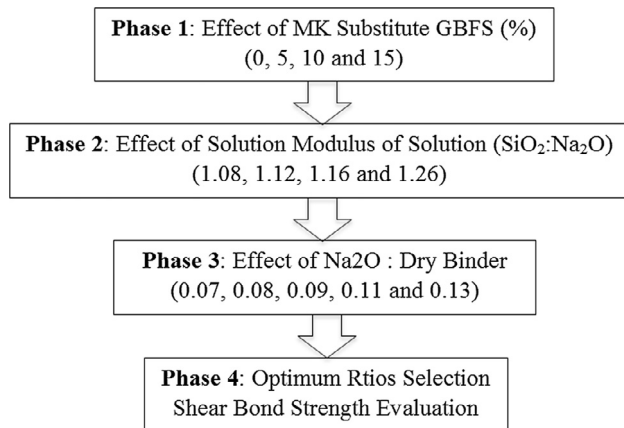 Phase 1: Effect of MK Substitute GBFS (%)
(0, 5, 10 and 15)
Phase 2: Effect of Solution Modulus of Solution (SiO₂:Na₂O)
(1.08, 1.12, 1.16 and 1.26)
Phase 3: Effect of Na2O : Dry Binder
(0.07, 0.08, 0.09, 0.11 and 0.13)
Phase 4: Optimum Rtios Selection
Shear Bond Strength Evaluation